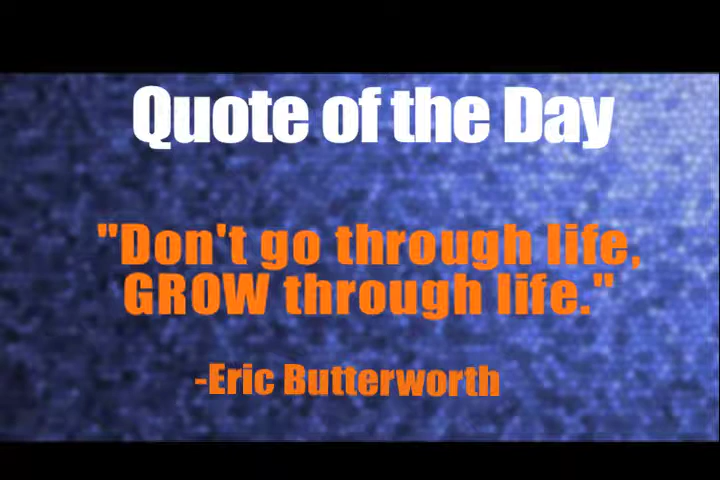 Quote of the Day
"Don't go through life,
GROW through life."
-Eric Butterworth